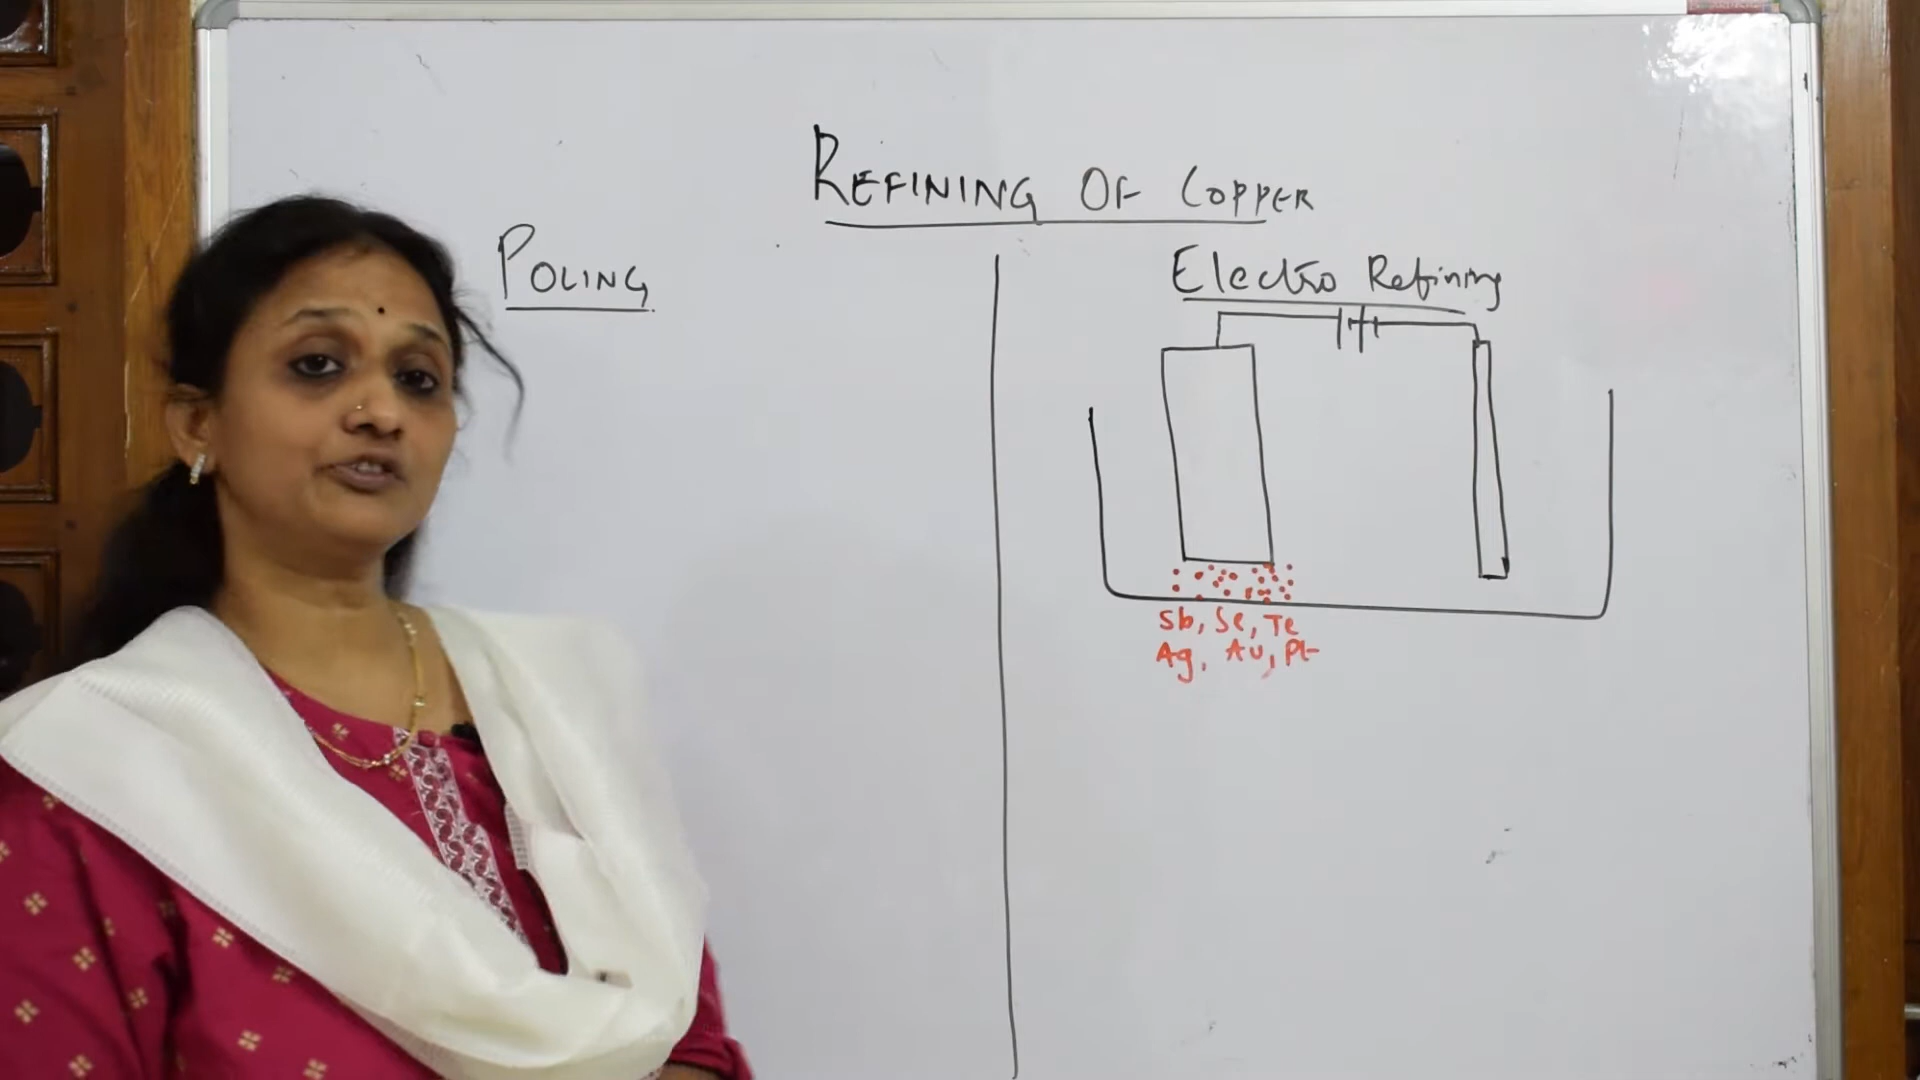 REFINING OF COPPER
POLING
Electro Refining
Sb, Se, Te
Ag, Au, Pt